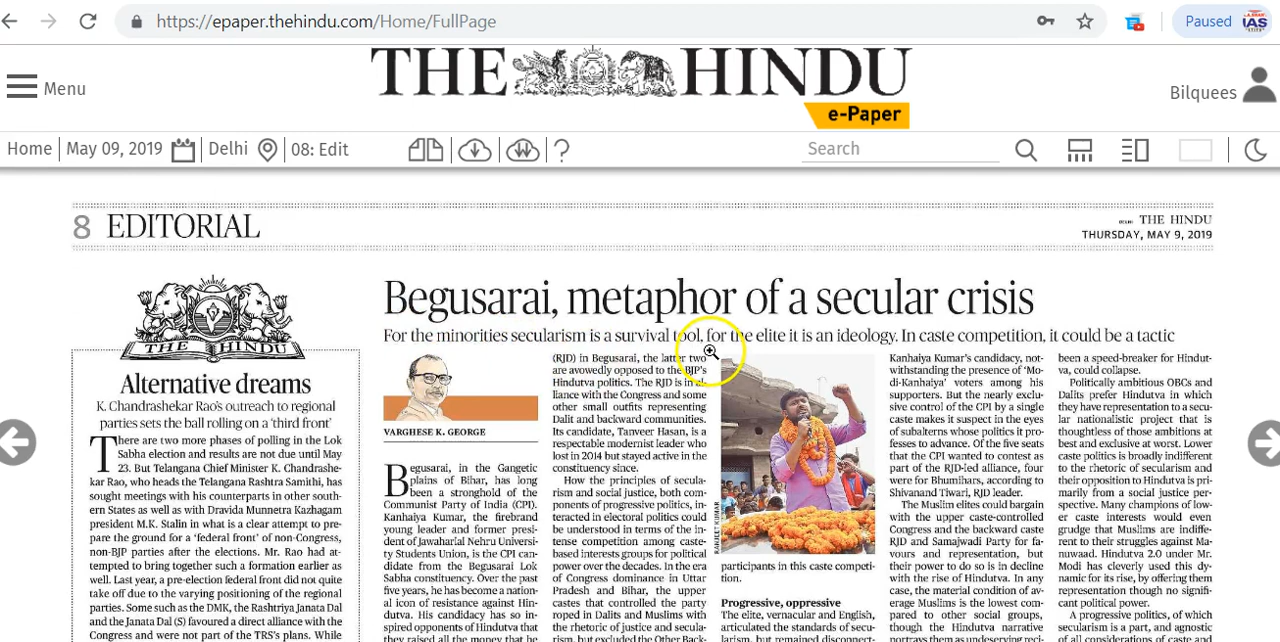 https://epaper.thehindu.com/Home/FullPage
Paused
IAS
Menu
THE HINDU
e-Paper
Bilquees
Home
May 09, 2019
Delhi
08: Edit
?
Search
8 EDITORIAL
DELHI THE HINDU
THURSDAY, MAY 9, 2019
THE HINDU
Alternative dreams
K. Chandrashekar Rao's outreach to regional
parties sets the ball rolling on a 'third front'
There are two more phases of polling in the Lok
Sabha election and results are not due until May
23. But Telangana Chief Minister K. Chandrashe-
kar Rao, who heads the Telangana Rashtra Samithi, has
sought meetings with his counterparts in other south-
ern States as well as with Dravida Munnetra Kazhagam
president M.K. Stalin in what is a clear attempt to pre-
pare the ground for a 'federal front' of non-Congress,
non-BJP parties after the elections. Mr. Rao had at-
tempted to bring together such a formation earlier as
well. Last year, a pre-election federal front did not quite
take off due to the varying positioning of the regional
parties. Some such as the DMK, the Rashtriya Janata Dal
and the Janata Dal (S) favoured a direct alliance with the
Congress and were not part of the TRS's plans. While
Begusarai, metaphor of a secular crisis
For the minorities secularism is a survival tool, for the elite it is an ideology. In caste competition, it could be a tactic
VARGHESE K. GEORGE
Begusarai, in the Gangetic
plains of Bihar, has long
been a stronghold of the
Communist Party of India (CPI).
Kanhaiya Kumar, the firebrand
young leader and former presi-
dent of Jawaharlal Nehru Universi-
ty Students Union, is the CPI can-
didate from the Begusarai Lok
Sabha constituency. Over the past
five years, he has become a nation-
al icon of resistance against Hin-
dutva. His candidacy has so in-
spired opponents of Hindutva that
they raised all the money that he
(RJD) in Begusarai, the latter two
are avowedly opposed to the BJP's
Hindutva politics. The RJD is in al-
liance with the Congress and some
other small outfits representing
Dalit and backward communities.
Its candidate, Tanveer Hasan, is a
respectable modernist leader who
lost in 2014 but stayed active in the
constituency since.
How the principles of secula-
rism and social justice, both com-
ponents of progressive politics, in-
teracted in electoral politics could
be understood in terms of the in-
tense competition among caste-
based interests groups for political
power over the decades. In the era
of Congress dominance in Uttar
Pradesh and Bihar, the upper
castes that controlled the party
roped in Dalits and Muslims with
the rhetoric of justice and secula-
rism, but excluded the Other Back-
RANJEET KUMAR
participants in this caste competi-
tion.
Progressive, oppressive
The elite, vernacular and English,
articulated the standards of secu-
larism, but remained disconnect-
Kanhaiya Kumar's candidacy, not-
withstanding the presence of 'Mo-
di-Kanhaiya' voters among his
supporters. But the nearly exclu-
sive control of the CPI by a single
caste makes it suspect in the eyes
of subalterns whose politics it pro-
fesses to advance. Of the five seats
that the CPI wanted to contest as
part of the RJD-led alliance, four
were for Bhumihars, according to
Shivanand Tiwari, RJD leader.
The Muslim elites could bargain
with the upper caste-controlled
Congress and the backward caste
RJD and Samajwadi Party for fa-
vours and representation, but
their power to do so is in decline
with the rise of Hindutva. In any
case, the material condition of av-
erage Muslims is the lowest com-
pared to other social groups,
though the Hindutva narrative
portrays them as undeserving reci-
been a speed-breaker for Hindut-
va, could collapse.
Politically ambitious OBCs and
Dalits prefer Hindutva in which
they have representation to a secu-
lar nationalist project that is
thoughtless of those ambitions at
best and exclusive at worst. Lower
caste politics is broadly indifferent
to the rhetoric of secularism and
their opposition to Hindutva is pri-
marily from a social justice per-
spective. Many champions of low-
er caste interests would even
grudge that Muslims are indiffe-
rent to their struggles against Ma-
nuwaad. Hindutva 2.0 under Mr.
Modi has cleverly used this dy-
namic for its rise, by offering them
representation though no signifi-
cant political power.
A progressive politics, of which
secularism is a part, and agnostic
of all considerations of caste and